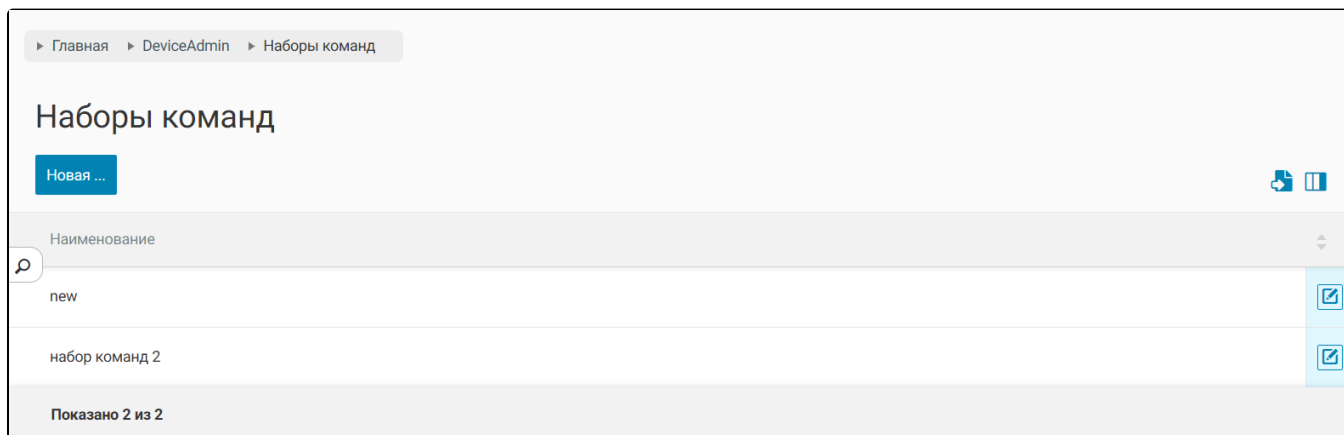 Главная DeviceAdmin Наборы команд
Наборы команд
Новая ...
Наименование
new
набор команд 2
Показано 2 из 2